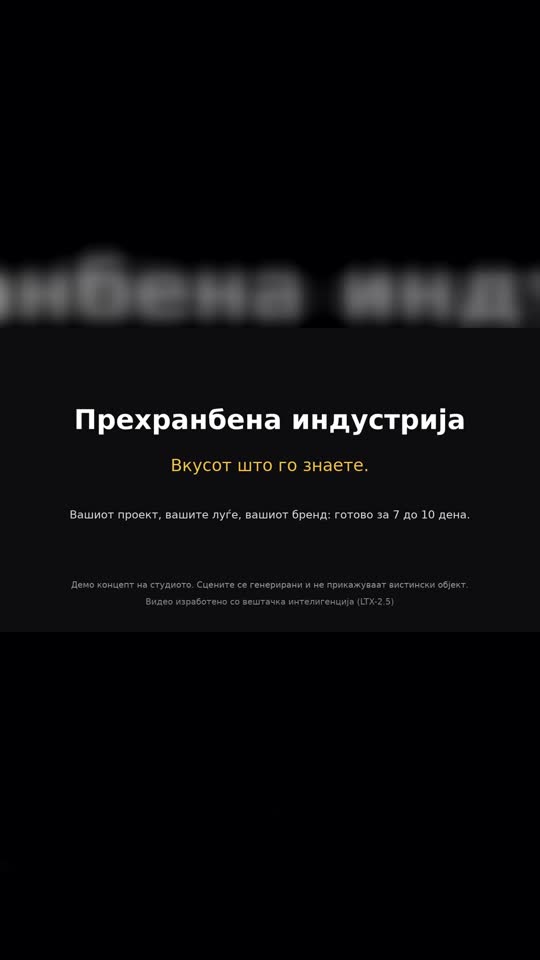 Прехранбена индустрија
Вкусот што го знаете.
Вашиот проект, вашите луѓе, вашиот бренд: готово за 7 до 10 дена.
Демо концепт на студиото. Сцените се генерирани и не прикажуваат вистински објект.
Видео изработено со вештачка интелигенција (LTX-2.5)